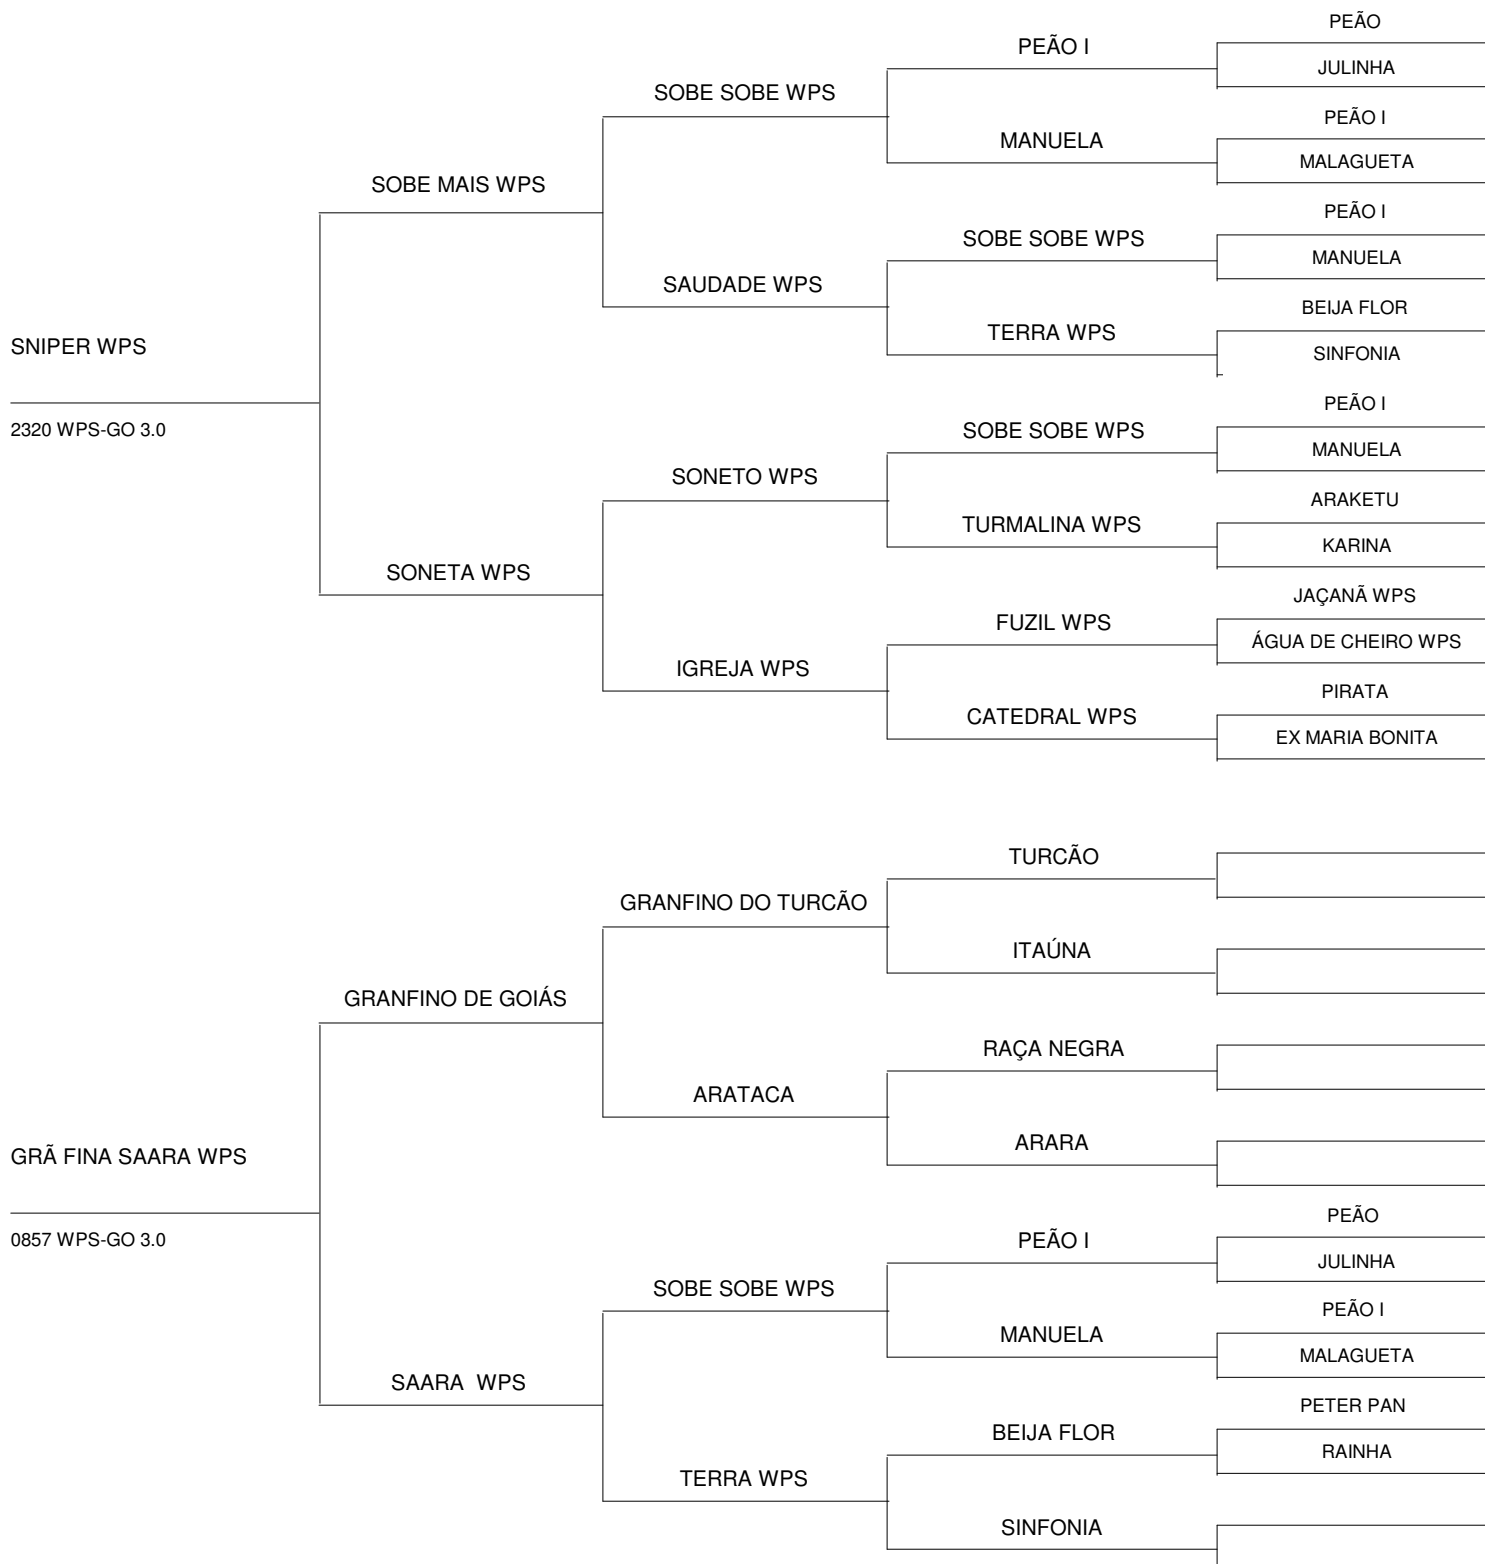 PEÃO
PEÃO I
JULINHA
SOBE SOBE WPS
PEÃO I
MANUELA
MALAGUETA
SOBE MAIS WPS
PEÃO I
SOBE SOBE WPS
MANUELA
SAUDADE WPS
BEIJA FLOR
TERRA WPS
SNIPER WPS
SINFONIA
PEÃO I
2320 WPS-GO 3.0
SOBE SOBE WPS
MANUELA
SONETO WPS
ARAKETU
TURMALINA WPS
KARINA
SONETA WPS
JAÇANÃ WPS
FUZIL WPS
ÁGUA DE CHEIRO WPS
IGREJA WPS
PIRATA
CATEDRAL WPS
EX MARIA BONITA
TURCÃO
GRANFINO DO TURCÃO
ITAÚNA
GRANFINO DE GOIÁS
RAÇA NEGRA
ARATACA
ARARA
GRÃ FINA SAARA WPS
PEÃO
0857 WPS-GO 3.0
PEÃO I
JULINHA
SOBE SOBE WPS
PEÃO I
MANUELA
MALAGUETA
SAARA WPS
PETER PAN
BEIJA FLOR
RAINHA
TERRA WPS
SINFONIA